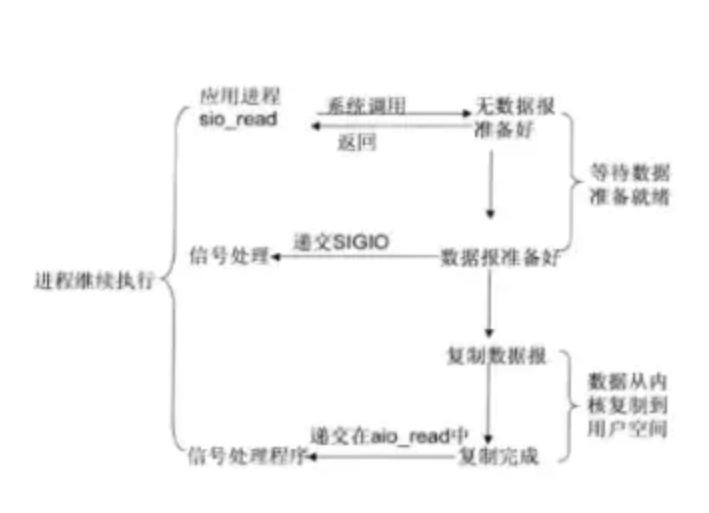 应用进程
sio_read
系统调用
返回
无数据报
准备好
等待数据
准备就绪
信号处理
递交SIGIO
数据报准备好
进程继续执行
复制数据报
数据从内
核复制到
用户空间
信号处理程序
递交在aio_read中
复制完成